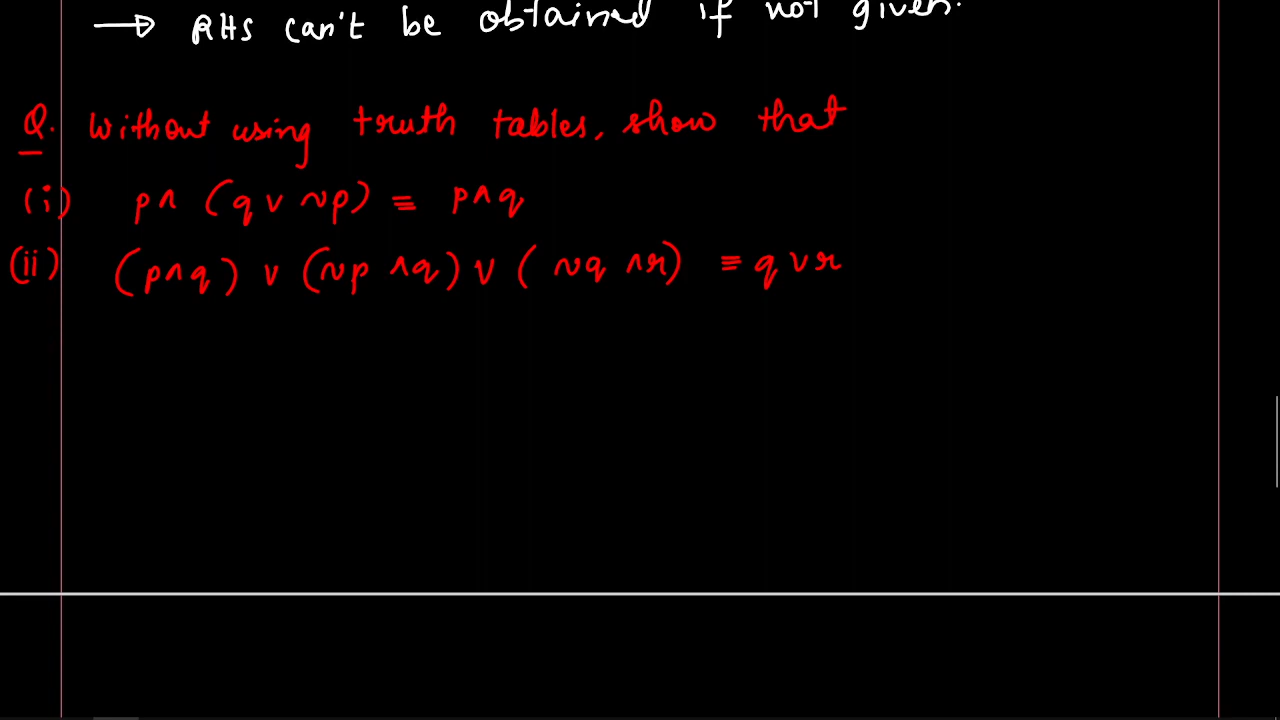 → RHS can't be obtained if not given.
Q. Without using truth tables, show that
(i) p∧ (q ∨ ~p) ≡ p∧q
(ii) (p∧q) ∨ (~p ∧q) ∨ (~q ∧r) ≡ q ∨r